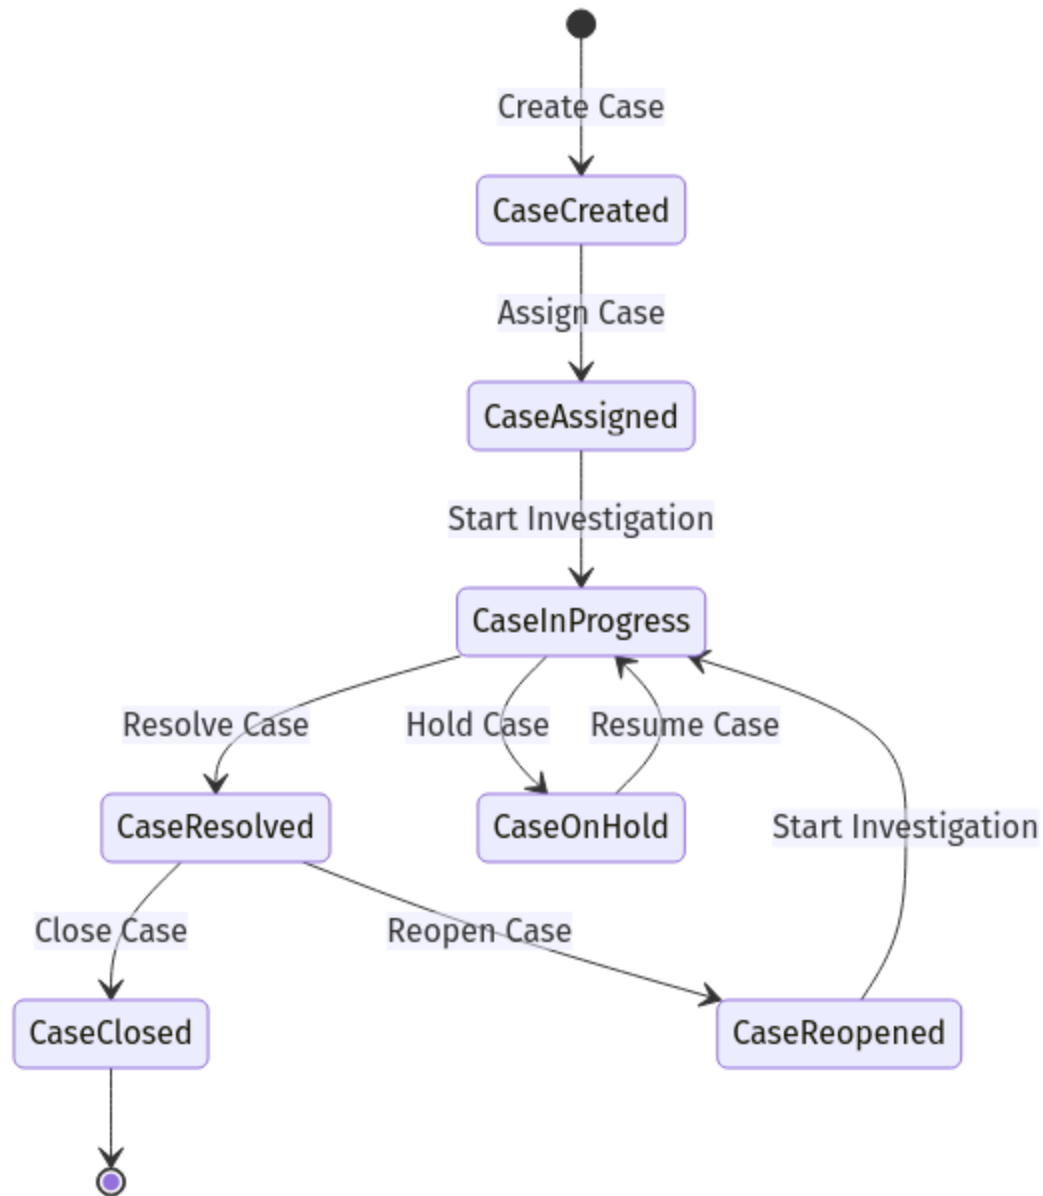 Create Case
CaseCreated
Assign Case
CaseAssigned
Start Investigation
CaseInProgress
Resolve Case
Hold Case
Resume Case
CaseResolved
CaseOnHold
Start Investigation
Close Case
Reopen Case
CaseClosed
CaseReopened